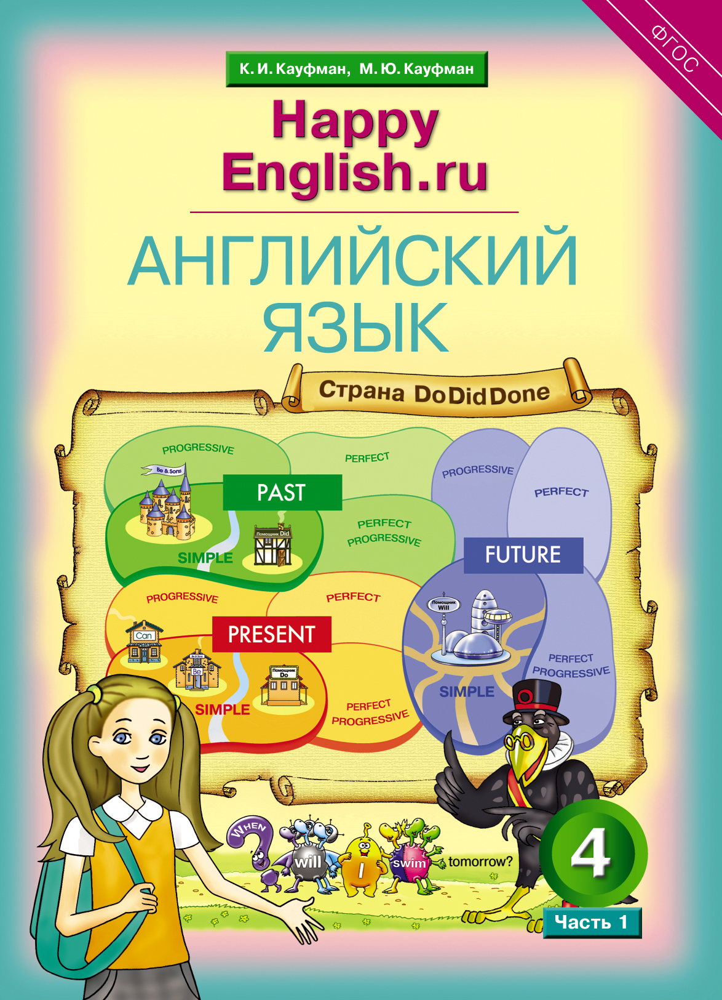 ФГОС
К. И. Кауфман, М. Ю. Кауфман
Happy
English.ru
АНГЛИЙСКИЙ
ЯЗЫК
Страна DoDidDone
PROGRESSIVE
PERFECT
Be & Sons
PAST
Помощник Did
SIMPLE
PERFECT
PROGRESSIVE
PROGRESSIVE
PERFECT
FUTURE
Помощник
Will
SIMPLE
PERFECT
PROGRESSIVE
PROGRESSIVE
PERFECT
PRESENT
Can
Be & Sons
Be
Помощник
Do
SIMPLE
PERFECT
PROGRESSIVE
WHEN will I swim tomorrow?
4
Часть 1